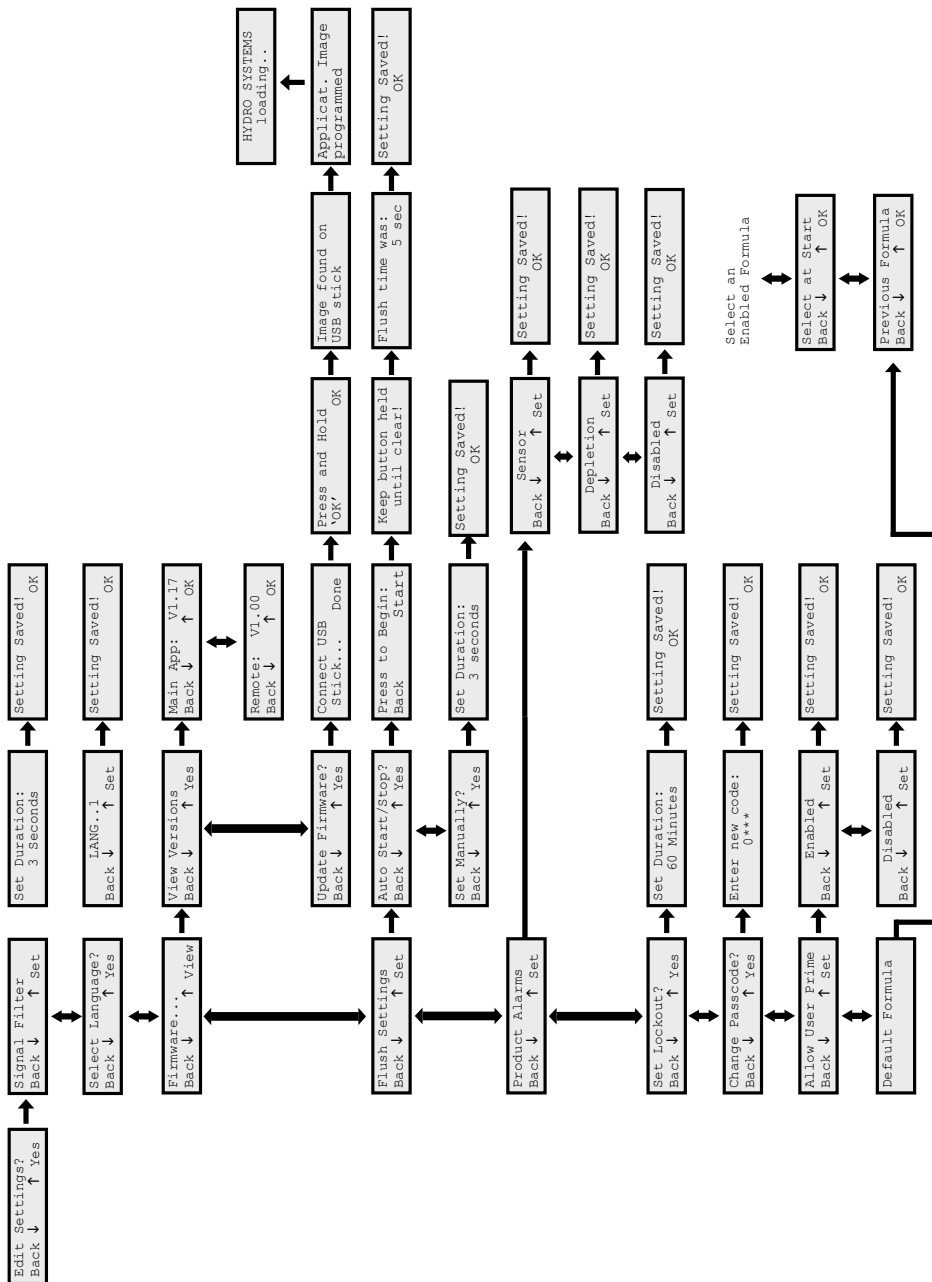 Edit Settings?
Back ↓ ↑ Yes
Signal Filter
Back ↓ ↑ Set
Set Duration:
3 Seconds
Setting Saved!
OK
Select Language?
Back ↓ ↑ Yes
LANG..1
Back ↓ ↑ Set
Setting Saved!
OK
Firmware...
Back ↓ ↑ View
View Versions
Back ↓ ↑ Yes
Main App: V1.17
Back ↓ ↑ OK
Remote: V1.00
Back ↓ ↑ OK
Update Firmware?
Back ↓ ↑ Yes
Connect USB
Stick... Done
Press and Hold
'OK' OK
Image found on
USB stick
Applicat. Image
programmed
HYDRO SYSTEMS
loading..
Flush Settings
Back ↓ ↑ Set
Auto Start/Stop?
Back ↓ ↑ Yes
Press to Begin:
Back Start
Keep button held
until clear!
Flush time was:
5 sec
Setting Saved!
OK
Set Manually?
Back ↓ ↑ Yes
Set Duration:
3 seconds
Setting Saved!
OK
Product Alarms
Back ↓ ↑ Set
Sensor
Back ↓ ↑ Set
Setting Saved!
OK
Depletion
Back ↓ ↑ Set
Setting Saved!
OK
Disabled
Back ↓ ↑ Set
Setting Saved!
OK
Set Lockout?
Back ↓ ↑ Yes
Set Duration:
60 Minutes
Setting Saved!
OK
Change Passcode?
Back ↓ ↑ Yes
Enter new code:
0***
Setting Saved!
OK
Allow User Prime
Back ↓ ↑ Set
Enabled
Back ↓ ↑ Set
Setting Saved!
OK
Disabled
Back ↓ ↑ Set
Setting Saved!
OK
Default Formula
Select an
Enabled Formula
Select at Start
Back ↓ ↑ OK
Previous Formula
Back ↓ ↑ OK